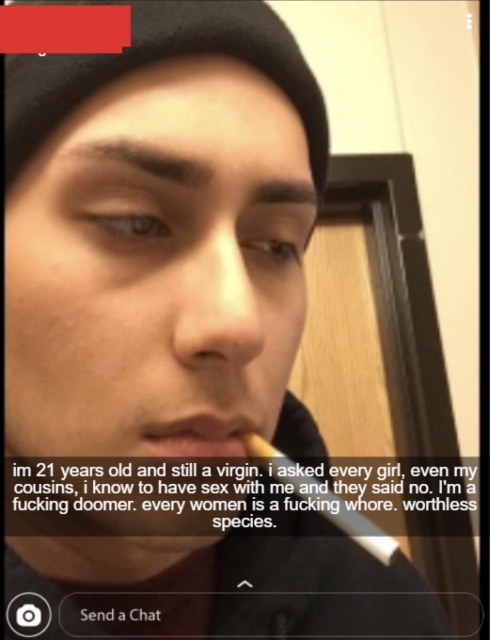 im 21 years old and still a virgin. i asked every girl, even my
cousins, i know to have sex with me and they said no. I'm a
fucking doomer. every women is a fucking whore. worthless
species.
Send a Chat